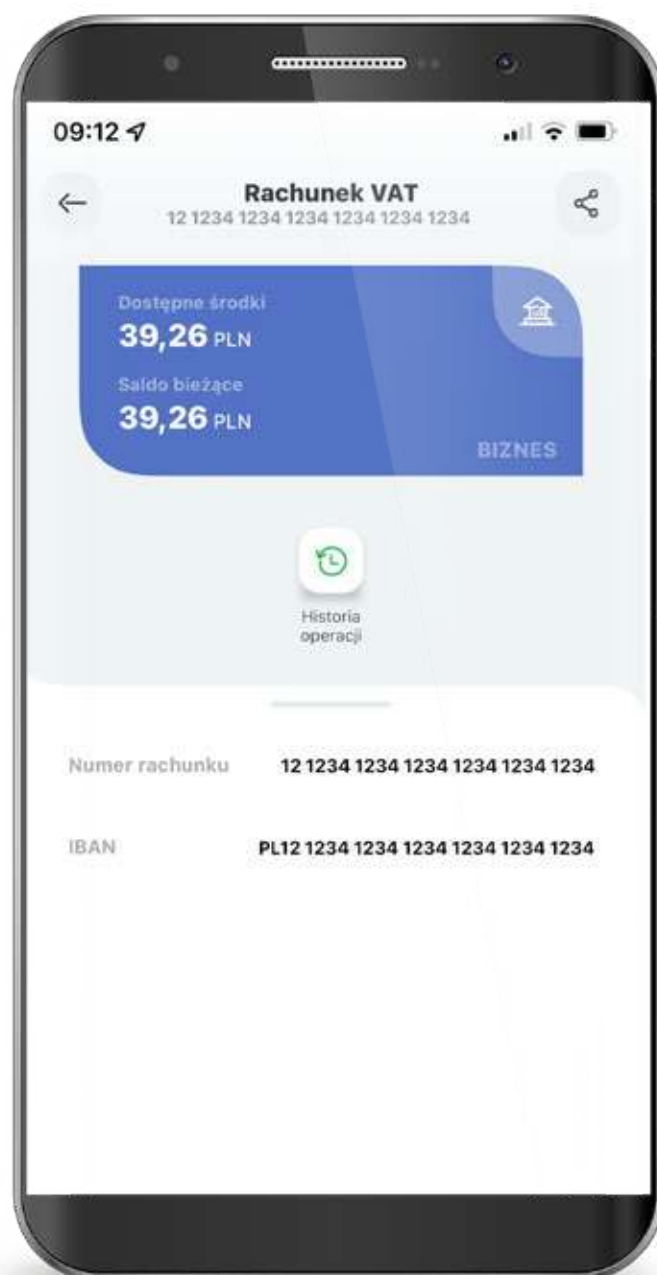 09:12
Rachunek VAT
12 1234 1234 1234 1234 1234 1234
Dostępne środki
39,26 PLN
Saldo bieżące
39,26 PLN
BIZNES
Historia
operacji
Numer rachunku 12 1234 1234 1234 1234 1234 1234
IBAN PL12 1234 1234 1234 1234 1234 1234